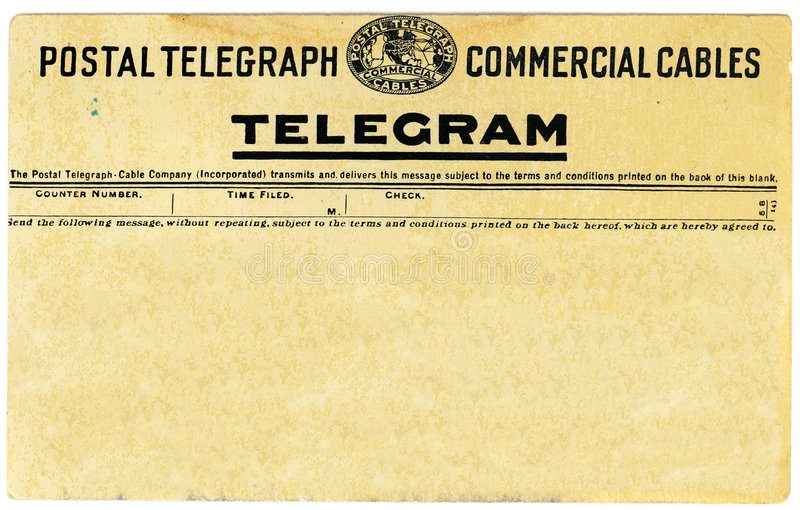 POSTAL TELEGRAPH COMMERCIAL CABLES
POSTAL TELEGRAPH
COMMERCIAL
CABLES
TELEGRAM
The Postal Telegraph-Cable Company (Incorporated) transmits and delivers this message subject to the terms and conditions printed on the back of this blank.
COUNTER NUMBER. TIME FILED. CHECK.
M.
Send the following message, without repeating, subject to the terms and conditions printed on the back hereof, which are hereby agreed to.
dreamstime
dreamstime
dreamstime